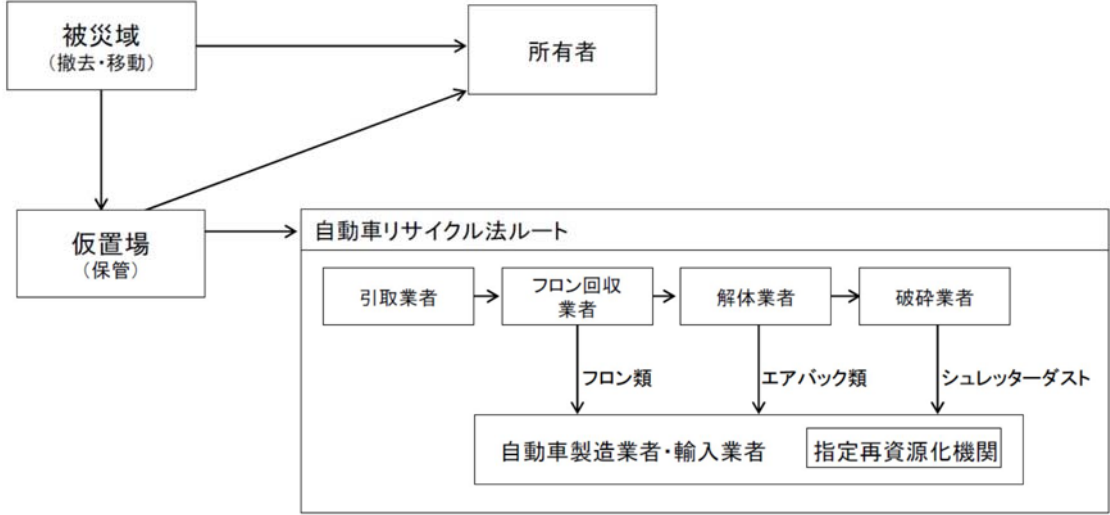 被災域
（撤去・移動）
所有者
仮置場
（保管）
自動車リサイクル法ルート
引取業者
フロン回収
業者
解体業者
破砕業者
フロン類
エアバック類
シュレッターダスト
自動車製造業者・輸入業者
指定再資源化機関